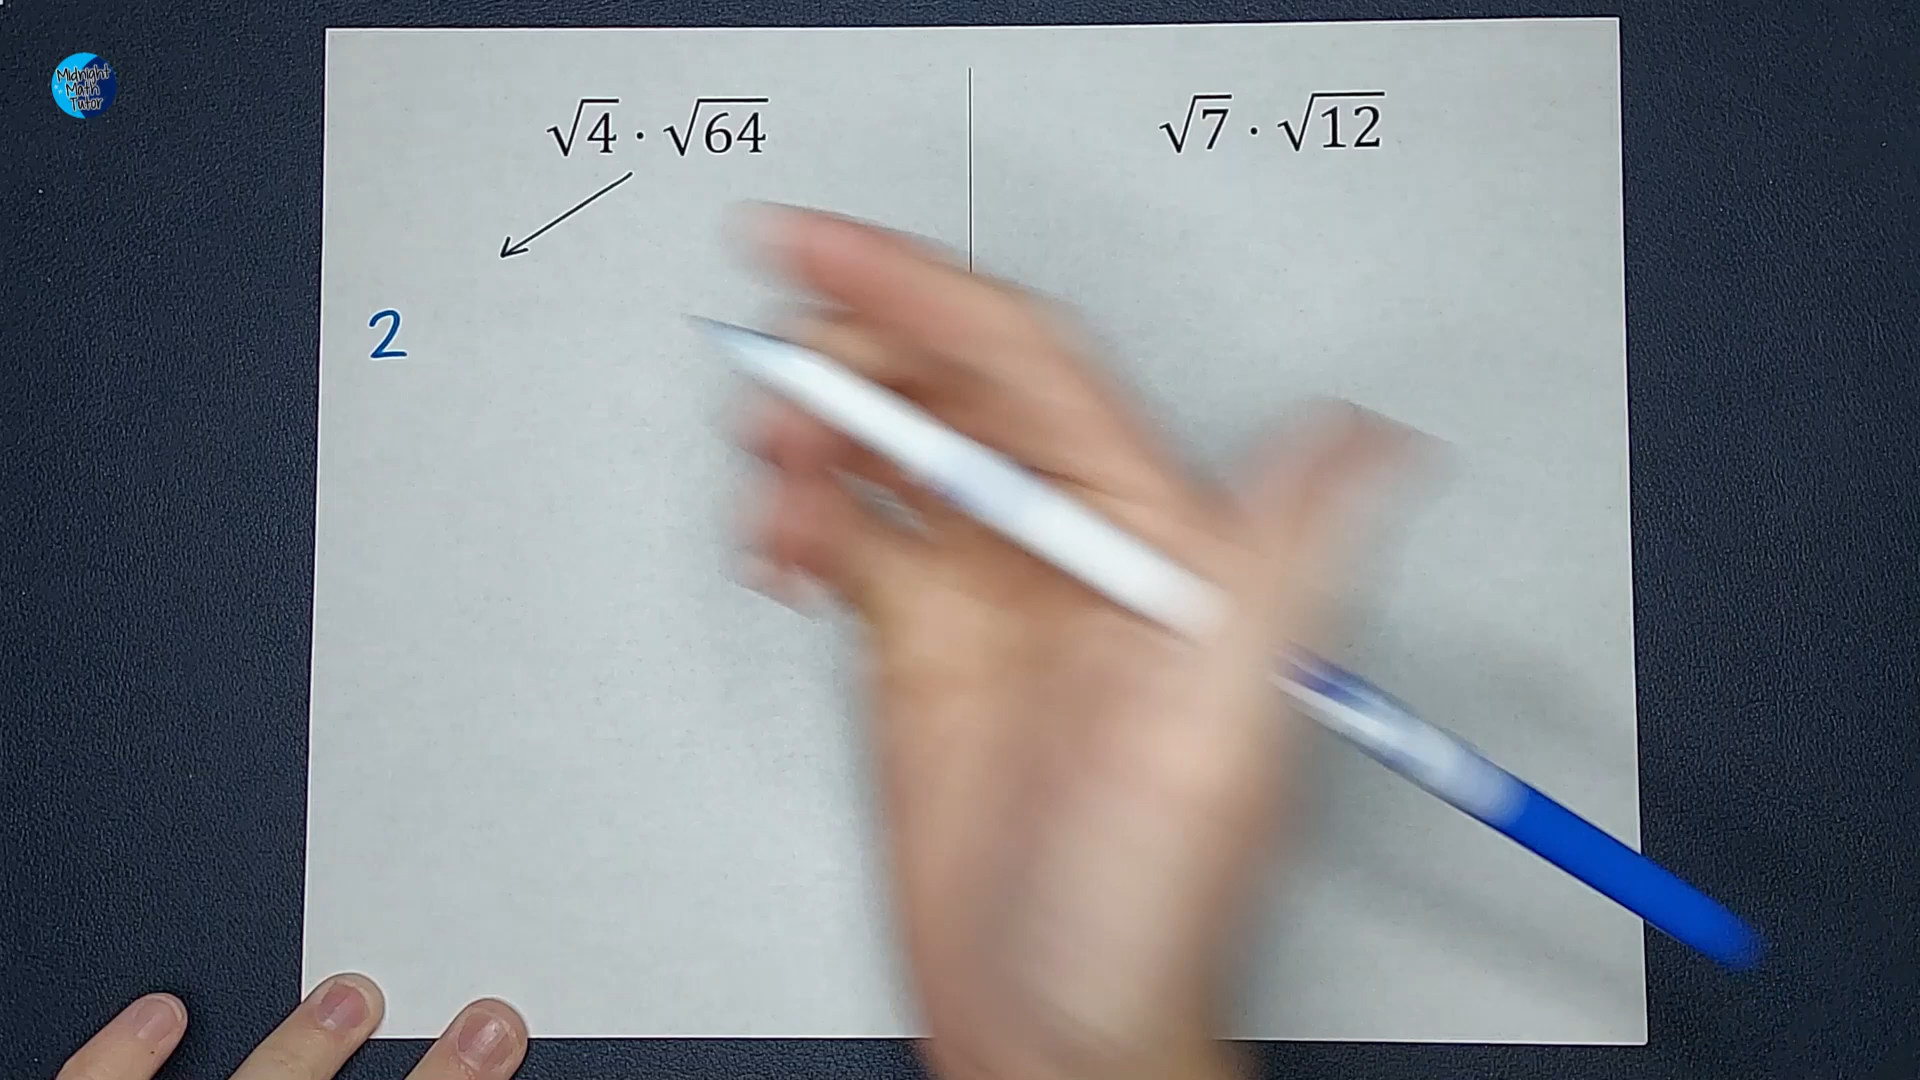 Midnight
Math
Tutor
√4 · √64
√7 · √12
2